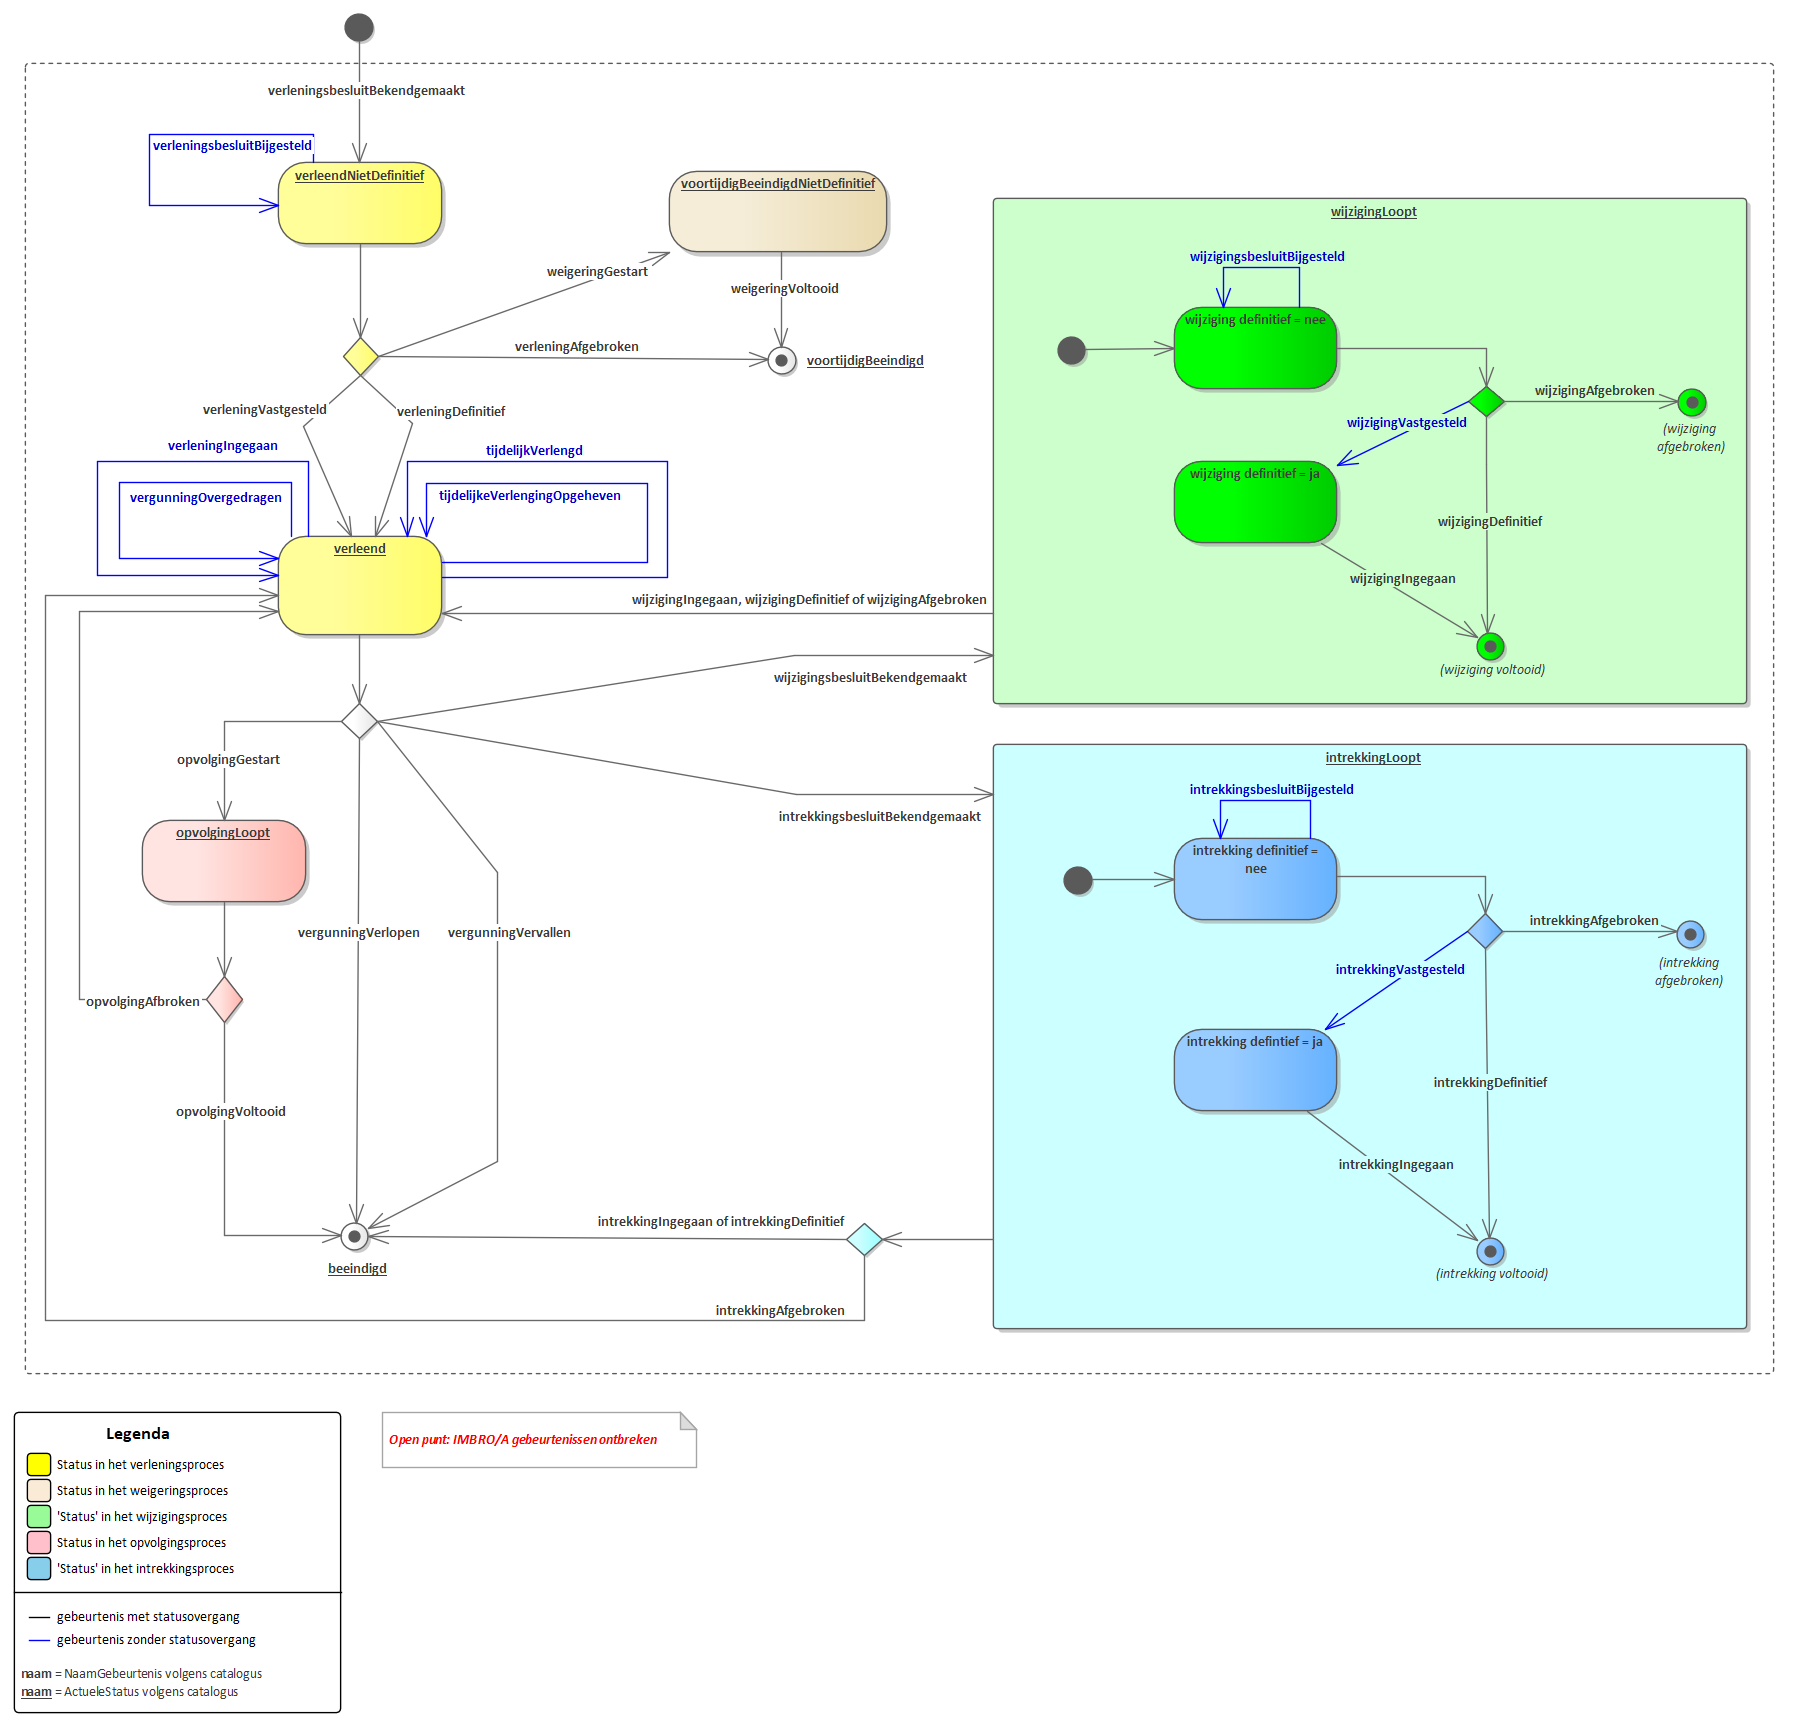 verleningsbesluitBekendgemaakt
verleningsbesluitBijgesteld
verleendNietDefinitief
voortijdigBeeindigdNietDefinitief
weigeringGestart
weigeringVoltooid
verleningAfgebroken
voortijdigBeeindigd
verleningVastgesteld
verleningDefinitief
verleningIngegaan
tijdelijkVerlengd
vergunningOvergedragen
tijdelijkeVerlengingOpgeheven
verleend
wijzigingIngegaan, wijzigingDefinitief of wijzigingAfgebroken
wijzigingsbesluitBekendgemaakt
opvolgingGestart
intrekkingsbesluitBekendgemaakt
opvolgingLoopt
vergunningVerlopen
vergunningVervallen
opvolgingAfbroken
opvolgingVoltooid
intrekkingIngegaan of intrekkingDefinitief
beeindigd
intrekkingAfgebroken
wijzigingLoopt
wijzigingsbesluitBijgesteld
wijziging definitief = nee
wijzigingAfgebroken
wijzigingVastgesteld
(wijziging
afgebroken)
wijziging definitief = ja
wijzigingDefinitief
wijzigingIngegaan
(wijziging voltooid)
intrekkingLoopt
intrekkingsbesluitBijgesteld
intrekking definitief =
nee
intrekkingAfgebroken
intrekkingVastgesteld
(intrekking
afgebroken)
intrekking defintief = ja
intrekkingDefinitief
intrekkingIngegaan
(intrekking voltooid)
Legenda
Status in het verleningsproces
Status in het weigeringsproces
'Status' in het wijzigingsproces
Status in het opvolgingsproces
'Status' in het intrekkingsproces
gebeurtenis met statusovergang
gebeurtenis zonder statusovergang
naam = NaamGebeurtenis volgens catalogus
naam = ActueleStatus volgens catalogus
Open punt: IMBRO/A gebeurtenissen ontbreken